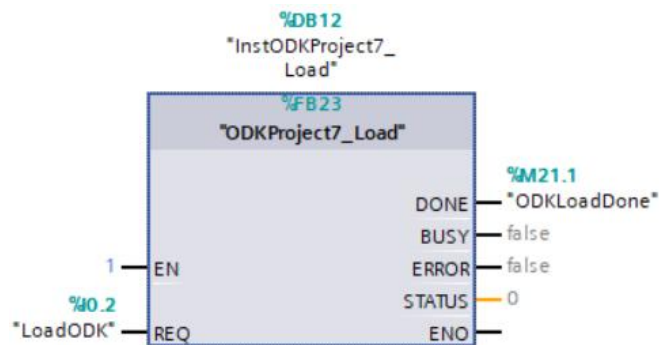 %DB12
"InstODKProject7_
Load"
%FB23
"ODKProject7_Load"
%M21.1
DONE "ODKLoadDone"
BUSY false
1 EN ERROR false
%I0.2 STATUS 0
"LoadODK" REQ ENO